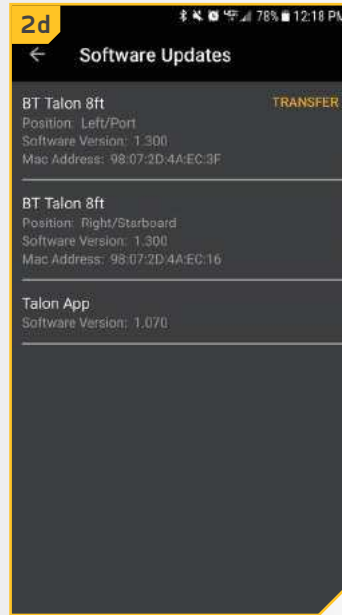 2d
78% 12:18 PM
Software Updates
BT Talon 8ft TRANSFER
Position: Left/Port
Software Version: 1.300
Mac Address: 98:07:2D:4A:EC:3F
BT Talon 8ft
Position: Right/Starboard
Software Version: 1.300
Mac Address: 98:07:2D:4A:EC:16
Talon App
Software Version: 1.070